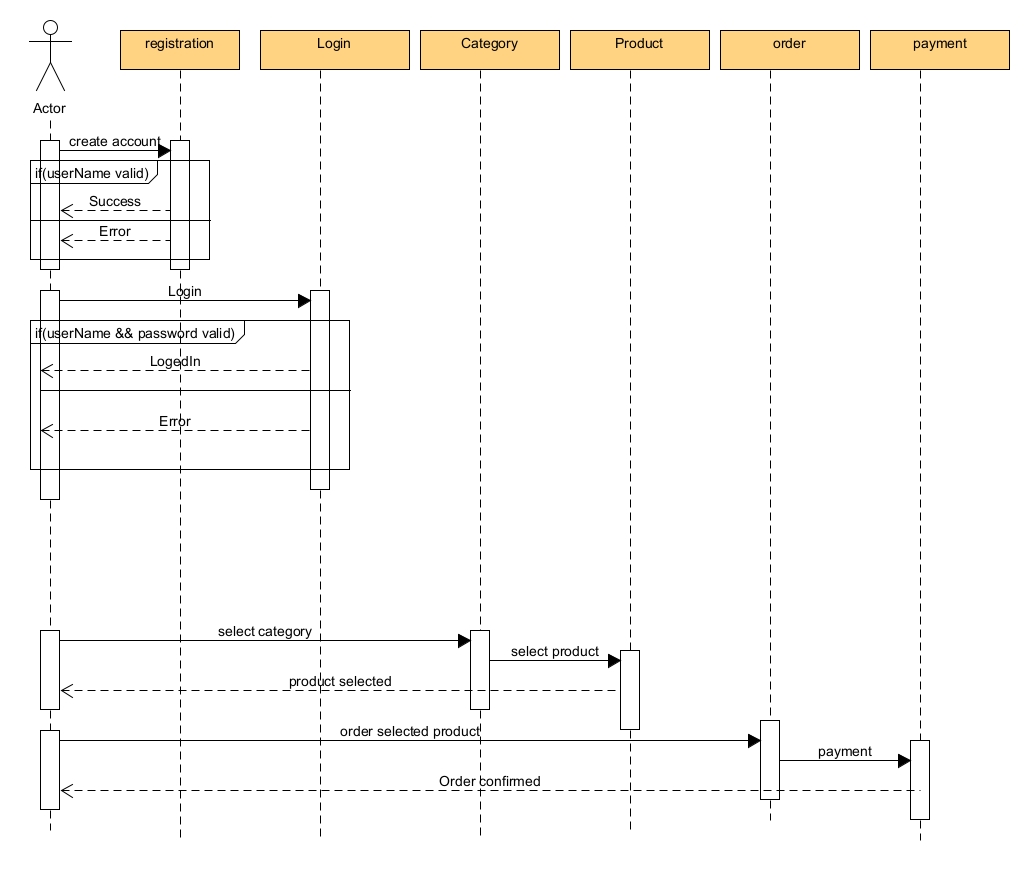 registration
Login
Category
Product
order
payment
Actor
create account
if(userName valid)
Success
Error
Login
if(userName && password valid)
LogedIn
Error
select category
select product
product selected
order selected product
payment
Order confirmed